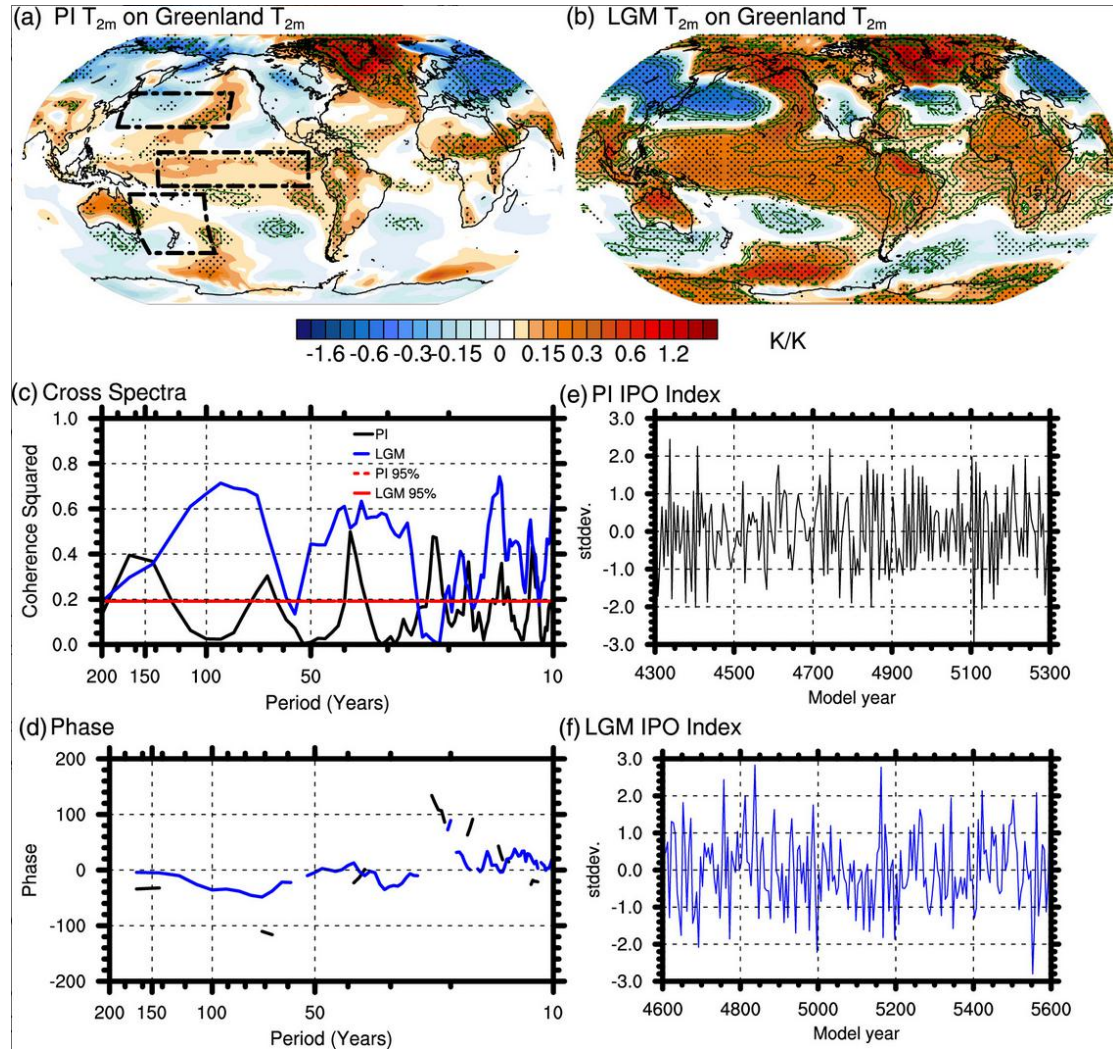 (a) PI T2m on Greenland T2m
(b) LGM T2m on Greenland T2m
-1.6 -0.6 -0.3 -0.15 0 0.15 0.3 0.6 1.2 K/K
(c) Cross Spectra
1.0
0.8
0.6
0.4
0.2
0.0
Coherence Squared
PI
LGM
PI 95%
LGM 95%
200 150 100 50 10
Period (Years)
(d) Phase
200
100
0
-100
-200
Phase
200 150 100 50 10
Period (Years)
(e) PI IPO Index
3.0
2.0
1.0
0.0
-1.0
-2.0
-3.0
stddev.
4300 4500 4700 4900 5100 5300
Model year
(f) LGM IPO Index
3.0
2.0
1.0
0.0
-1.0
-2.0
-3.0
stddev.
4600 4800 5000 5200 5400 5600
Model year